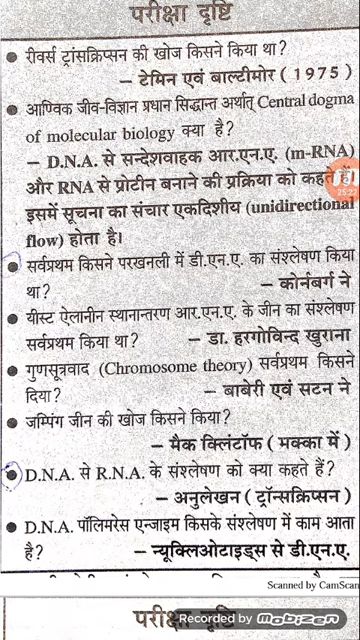 परीक्षा दृष्टि
रीवर्स ट्रांसक्रिप्सन की खोज किसने किया था?
– टेमिन एवं बाल्टीमोर ( 1975 )
आण्विक जीव-विज्ञान प्रधान सिद्धान्त अर्थात् Central dogma
of molecular biology क्या है?
– D.N.A. से सन्देशवाहक आर.एन.ए. (m-RNA)
और RNA से प्रोटीन बनाने की प्रक्रिया को कहते हैं।
25:22
इसमें सूचना का संचार एकदिशीय (unidirectional
flow) होता है।
सर्वप्रथम किसने परखनली में डी.एन.ए. का संश्लेषण किया
था? – कोर्नबर्ग ने
यीस्ट ऐलानीन स्थानान्तरण आर.एन.ए. के जीन का संश्लेषण
सर्वप्रथम किया था? – डा. हरगोविन्द खुराना
गुणसूत्रवाद (Chromosome theory) सर्वप्रथम किसने
दिया? – बाबेरी एवं सटन ने
जम्पिंग जीन की खोज किसने किया?
– मैक क्लिंटॉफ ( मक्का में )
D.N.A. से R.N.A. के संश्लेषण को क्या कहते हैं?
– अनुलेखन ( ट्रॉन्सक्रिप्सन )
D.N.A. पॉलिमरेस एन्जाइम किसके संश्लेषण में काम आता
है? – न्यूक्लिओटाइड्स से डी.एन.ए.
Scanned by CamScan
परीक्षा दृष्टि
Recorded by Mobizen